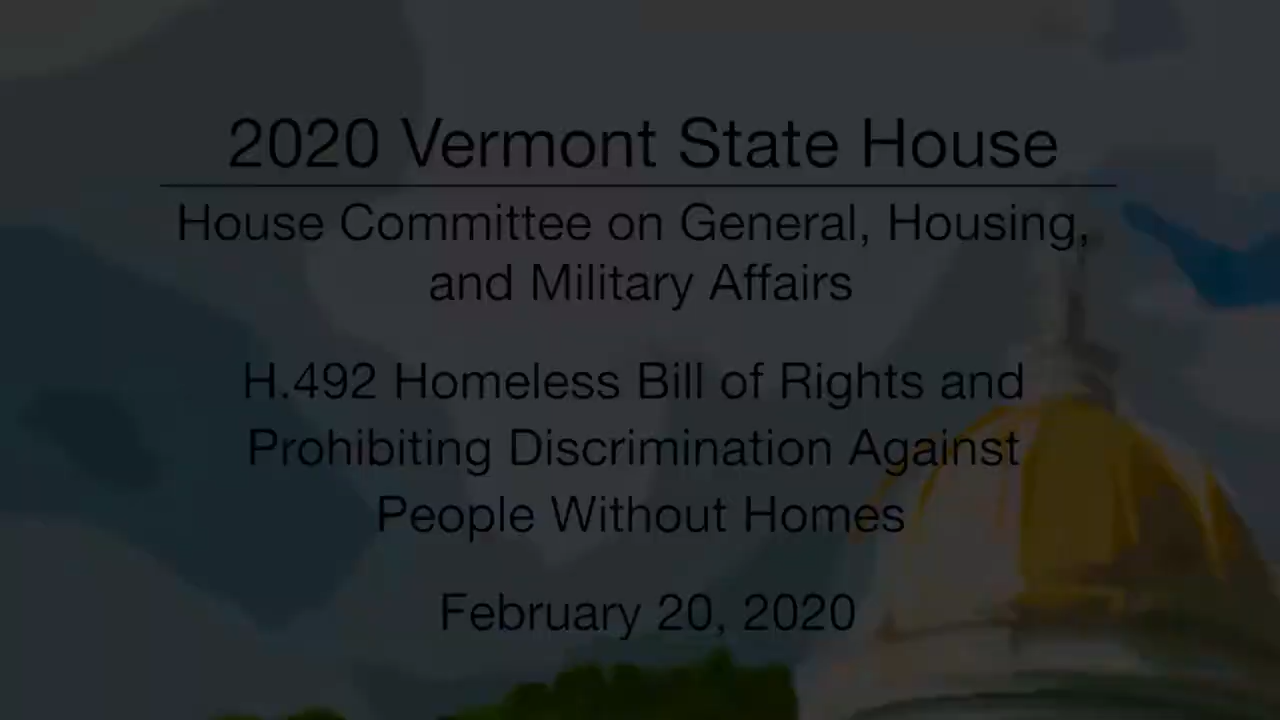 2020 Vermont State House
House Committee on General, Housing,
and Military Affairs
H.492 Homeless Bill of Rights and
Prohibiting Discrimination Against
People Without Homes
February 20, 2020